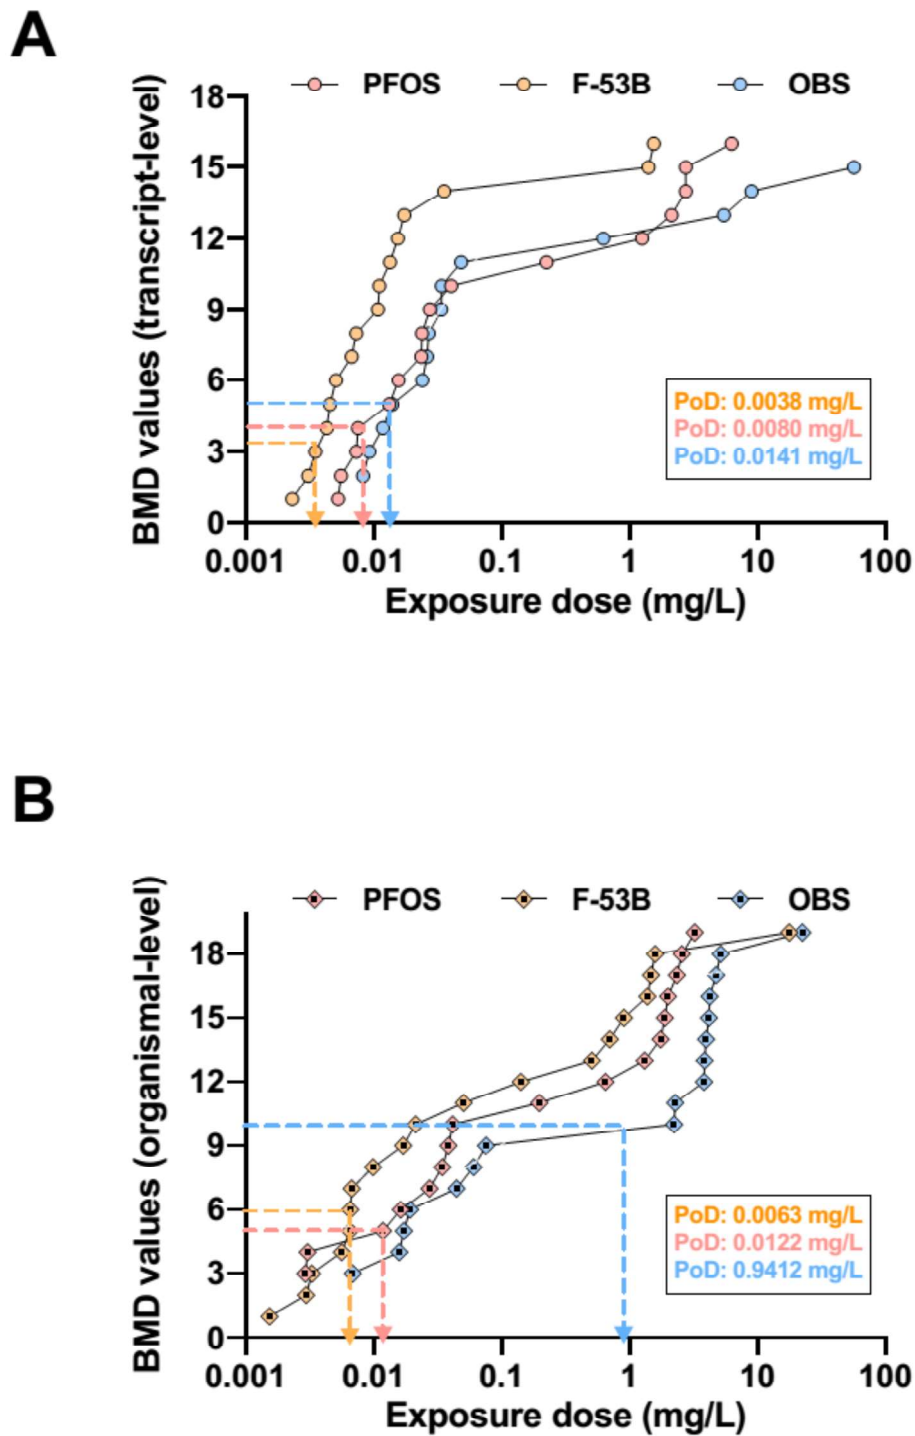 A
PFOS F-53B OBS
BMD values (transcript-level)
18
15
12
9
6
3
0
PoD: 0.0038 mg/L
PoD: 0.0080 mg/L
PoD: 0.0141 mg/L
0.001 0.01 0.1 1 10 100
Exposure dose (mg/L)
B
PFOS F-53B OBS
BMD values (organismal-level)
18
15
12
9
6
3
0
PoD: 0.0063 mg/L
PoD: 0.0122 mg/L
PoD: 0.9412 mg/L
0.001 0.01 0.1 1 10 100
Exposure dose (mg/L)